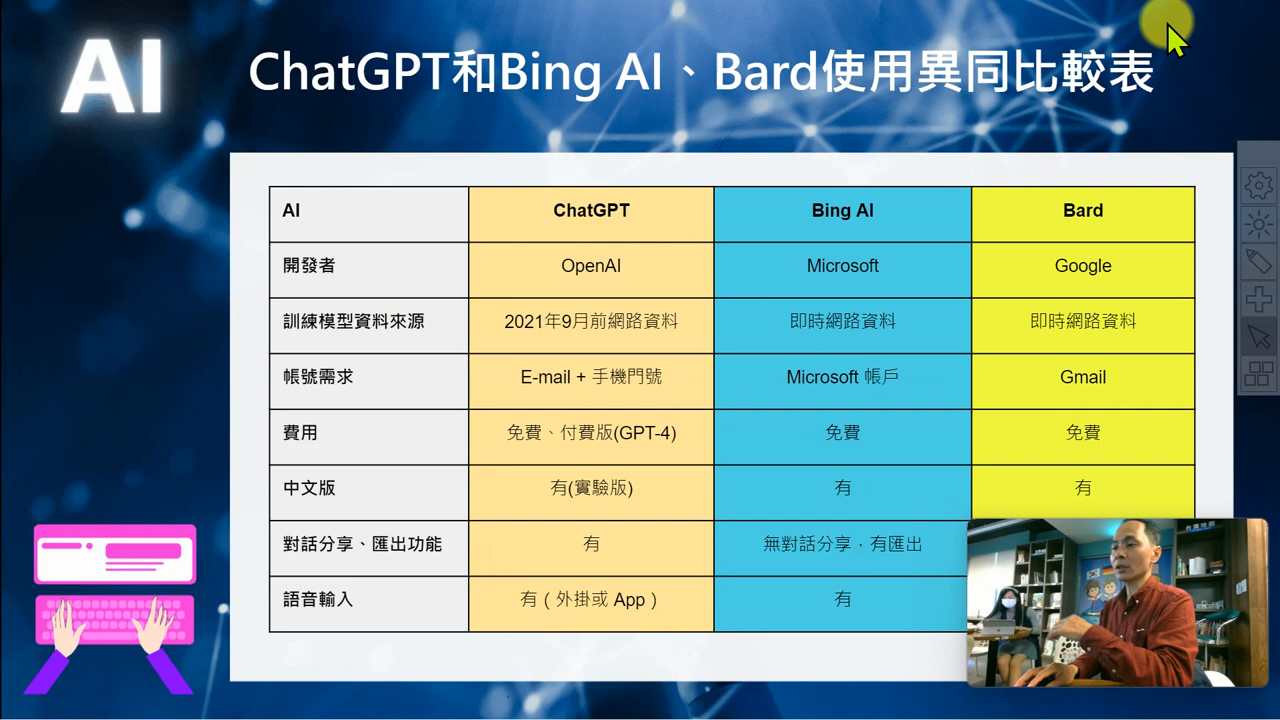 AI
ChatGPT和Bing AI、Bard使用異同比較表
AI ChatGPT Bing AI Bard
開發者 OpenAI Microsoft Google
訓練模型資料來源 2021年9月前網路資料 即時網路資料 即時網路資料
帳號需求 E-mail + 手機門號 Microsoft 帳戶 Gmail
費用 免費、付費版(GPT-4) 免費 免費
中文版 有(實驗版) 有 有
對話分享、匯出功能 有 無對話分享，有匯出
語音輸入 有（外掛或 App） 有